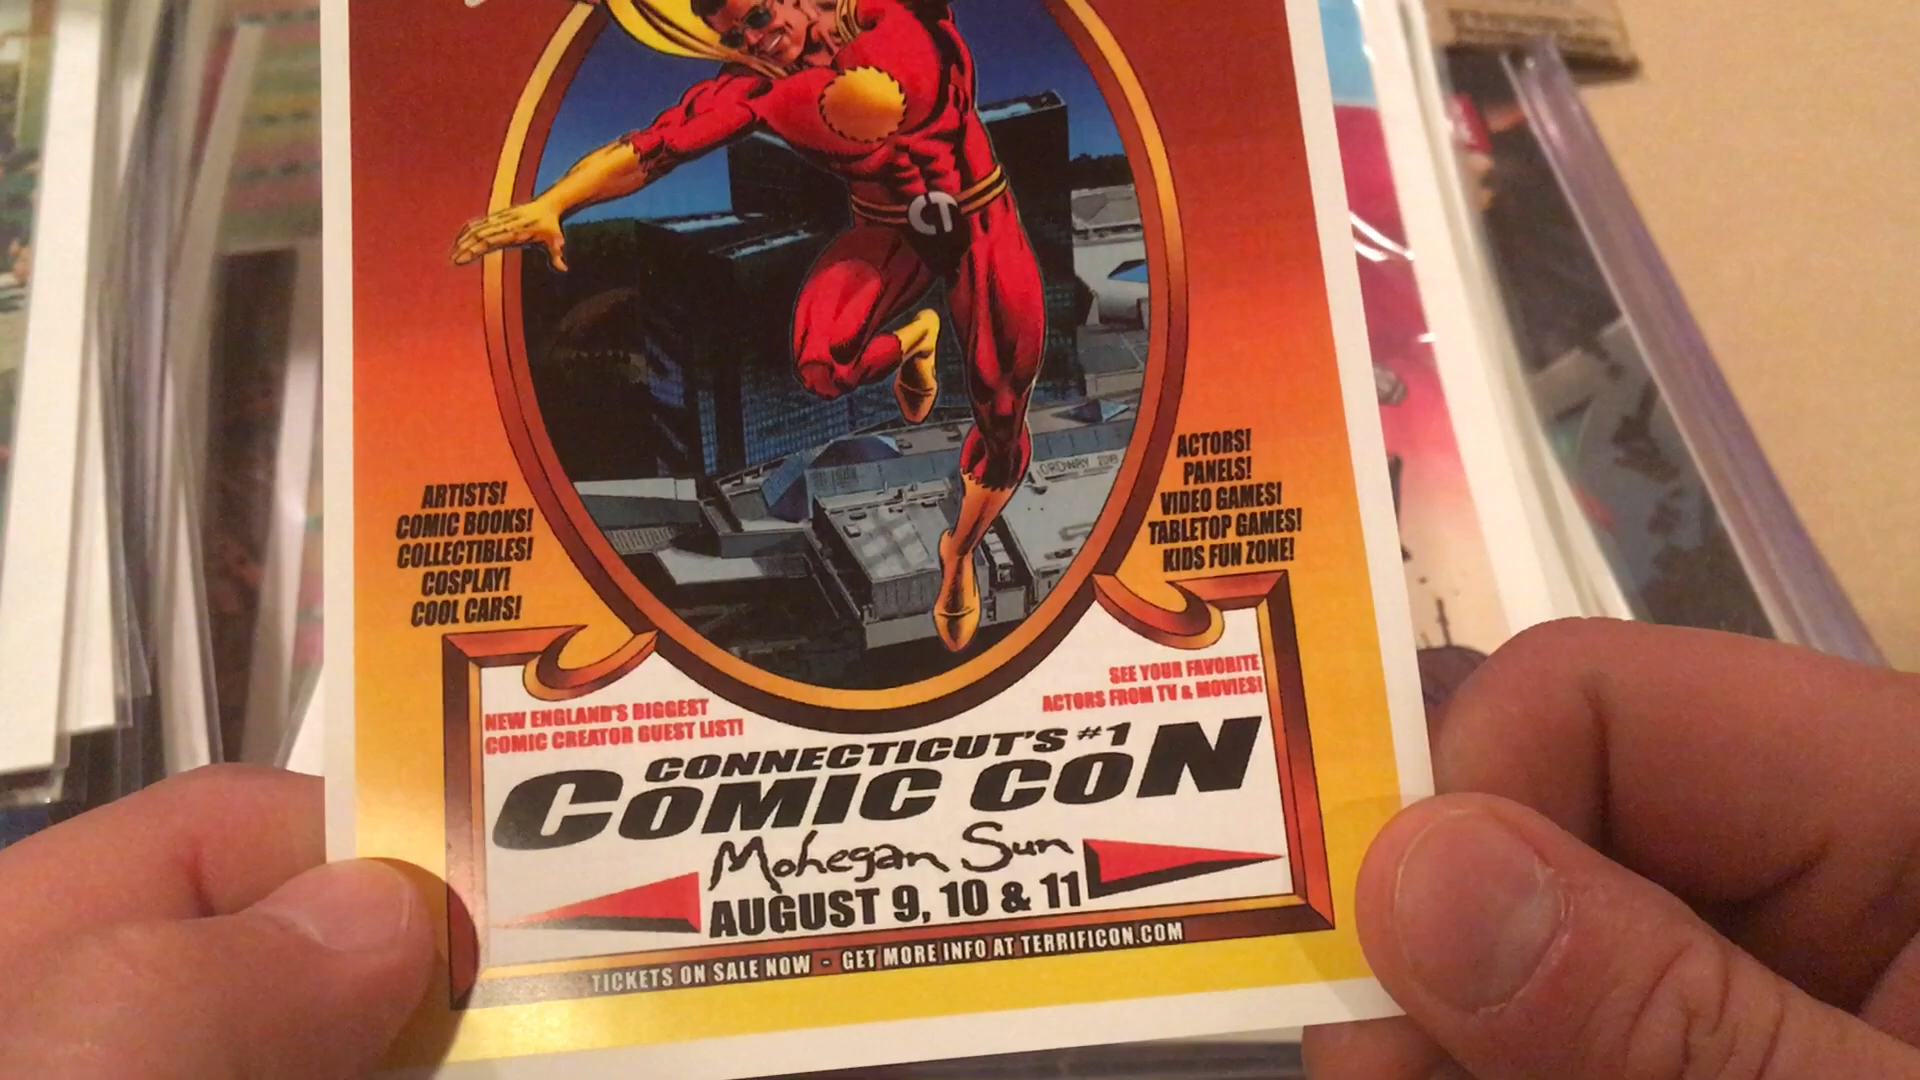 CT
ORDWAY 2019
ARTISTS!
COMIC BOOKS!
COLLECTIBLES!
COSPLAY!
COOL CARS!
ACTORS!
PANELS!
VIDEO GAMES!
TABLETOP GAMES!
KIDS FUN ZONE!
NEW ENGLAND'S BIGGEST
COMIC CREATOR GUEST LIST!
SEE YOUR FAVORITE
ACTORS FROM TV & MOVIES!
CONNECTICUT'S #1
COMIC CON
Mohegan Sun
AUGUST 9, 10 & 11
TICKETS ON SALE NOW - GET MORE INFO AT TERRIFICON.COM